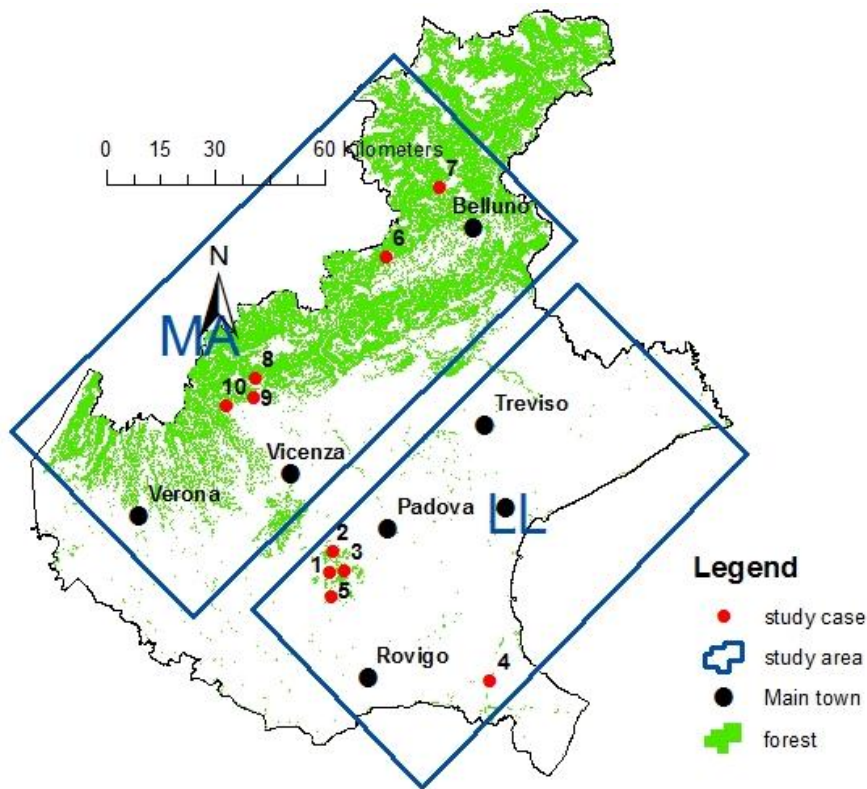 0 15 30 60 Kilometers
7
Belluno
6
N
MA
8
10
9
Treviso
Vicenza
Verona
Padova
LL
2
1
3
5
Rovigo
4
Legend
study case
study area
Main town
forest